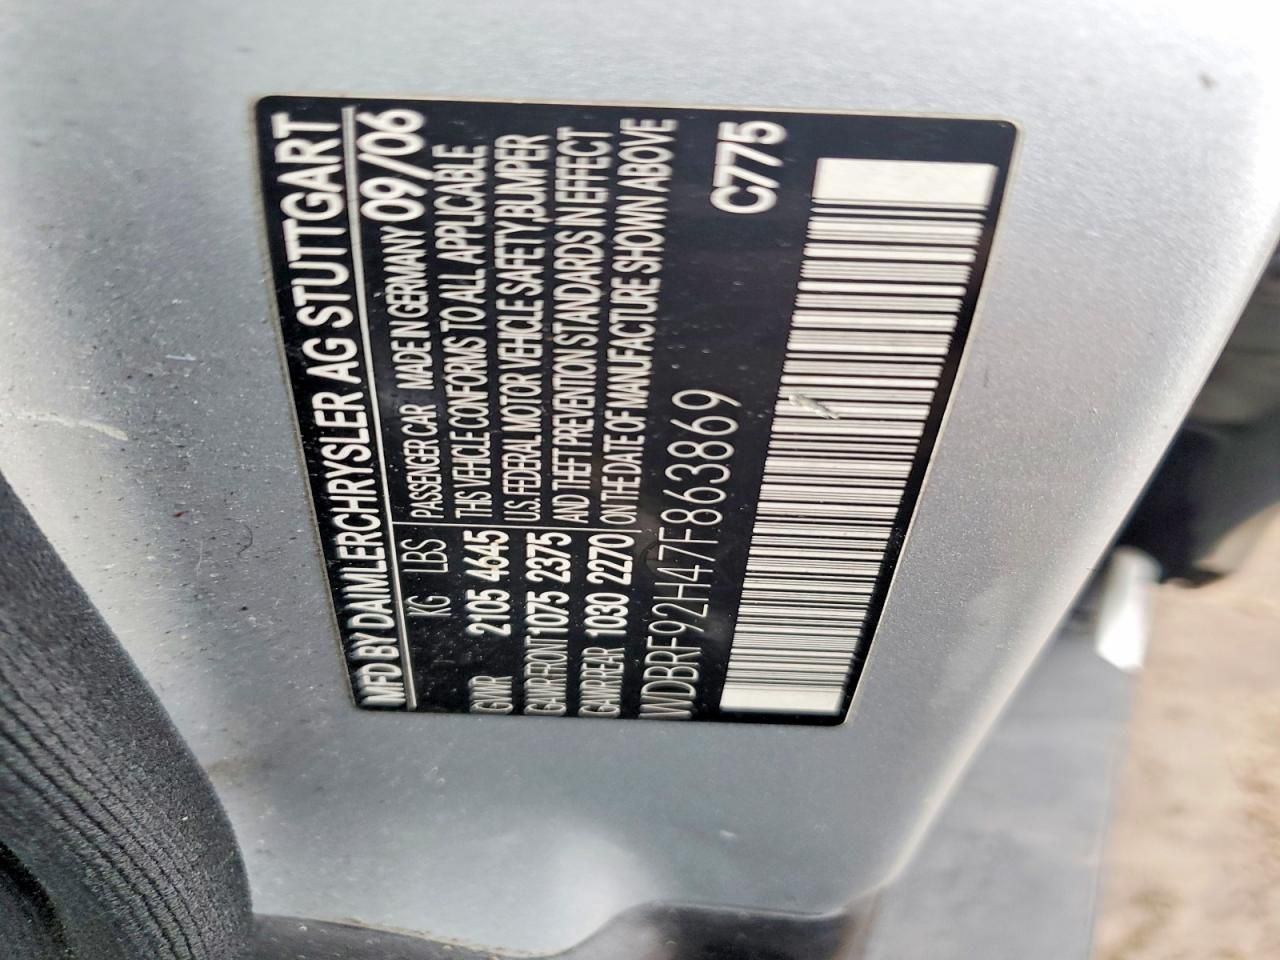 MFD BY DAIMLERCHRYSLER AG STUTTGART
KG LBS PASSENGER CAR MADE IN GERMANY 09/06
GVWR 2105 4645 THIS VEHICLE CONFORMS TO ALL APPLICABLE
GAWR-FRONT 1075 2375 U.S. FEDERAL MOTOR VEHICLE SAFETY, BUMPER
GAWR-REAR 1030 2270 AND THEFT PREVENTION STANDARDS IN EFFECT
ON THE DATE OF MANUFACTURE SHOWN ABOVE
WDBRF92H47F863869 C775